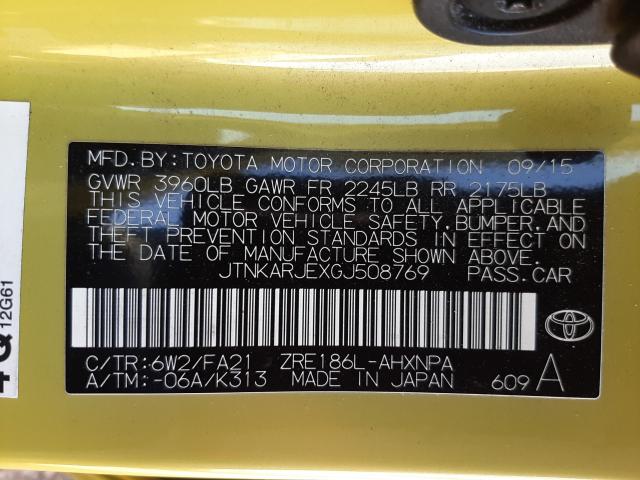 MFD.BY:TOYOTA MOTOR CORPORATION 09/15
GVWR 3960LB GAWR FR 2245LB RR 2175LB
THIS VEHICLE CONFORMS TO ALL APPLICABLE
FEDERAL MOTOR VEHICLE SAFETY,BUMPER,AND
THEFT PREVENTION STANDARDS IN EFFECT ON
THE DATE OF MANUFACTURE SHOWN ABOVE.
JTNKARJEXGJ508769 PASS.CAR
C/TR:6W2/FA21 ZRE186L-AHXNPA
A/TM:-06A/K313 MADE IN JAPAN 609 A
TOYOTA
12G61